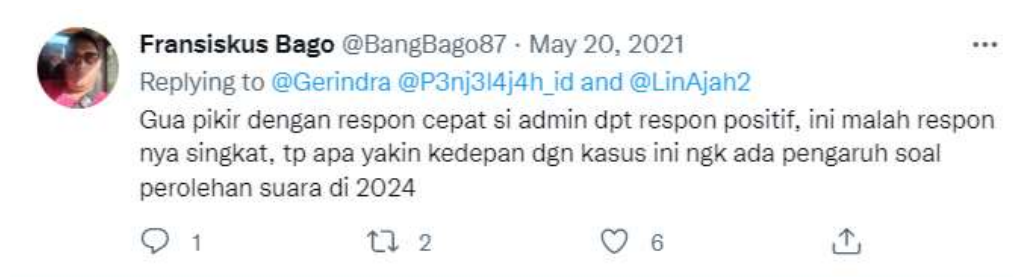 Fransiskus Bago @BangBago87 · May 20, 2021
Replying to @Gerindra @P3nj3l4j4h_id and @LinAjah2
Gua pikir dengan respon cepat si admin dpt respon positif, ini malah respon
nya singkat, tp apa yakin kedepan dgn kasus ini ngk ada pengaruh soal
perolehan suara di 2024
1 2 6